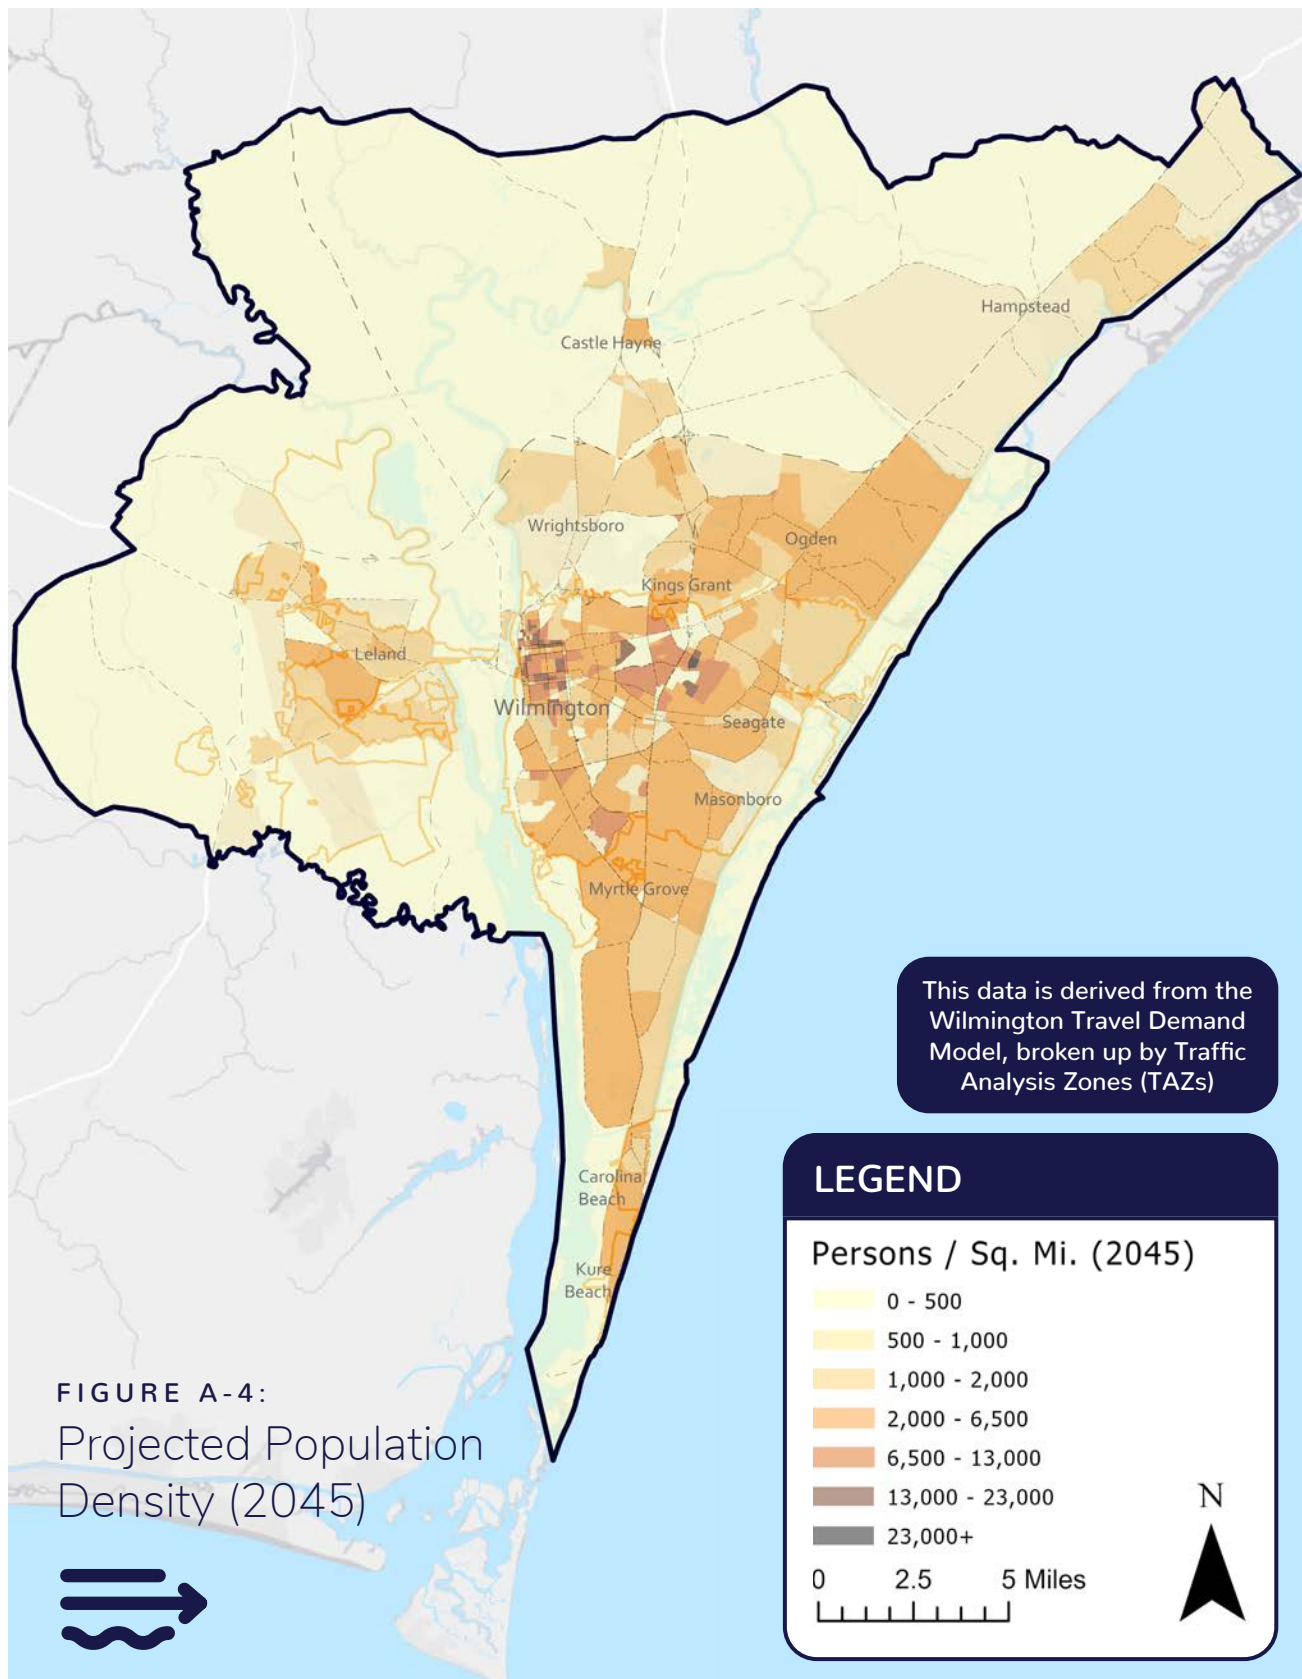 Hampstead
Castle Hayne
Wrightsboro
Ogden
Kings Grant
Leland
Wilmington
Seagate
Masonboro
Myrtle Grove
This data is derived from the
Wilmington Travel Demand
Model, broken up by Traffic
Analysis Zones (TAZs)
Carolina
Beach
Kure
Beach
LEGEND
Persons / Sq. Mi. (2045)
0 - 500
500 - 1,000
1,000 - 2,000
2,000 - 6,500
6,500 - 13,000
13,000 - 23,000
23,000+
0 2.5 5 Miles
N
FIGURE A-4:
Projected Population
Density (2045)